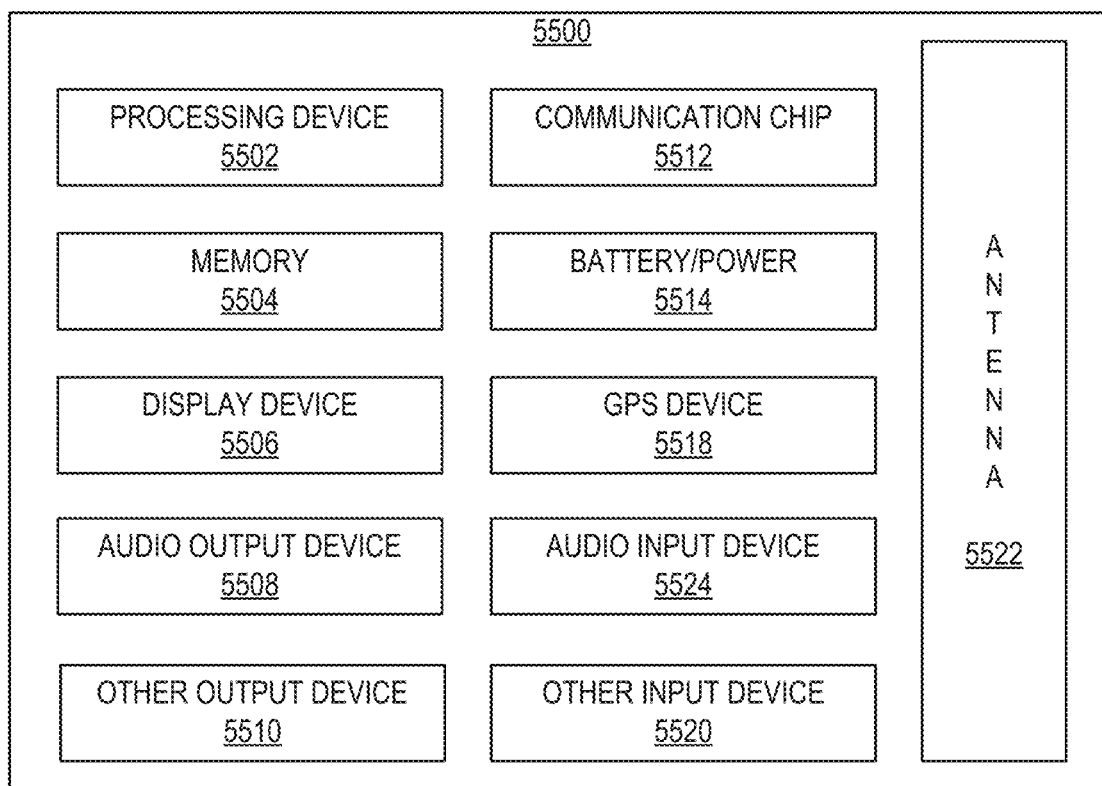 5500
PROCESSING DEVICE
5502
COMMUNICATION CHIP
5512
MEMORY
5504
BATTERY/POWER
5514
DISPLAY DEVICE
5506
GPS DEVICE
5518
AUDIO OUTPUT DEVICE
5508
AUDIO INPUT DEVICE
5524
OTHER OUTPUT DEVICE
5510
OTHER INPUT DEVICE
5520
ANTENNA
5522